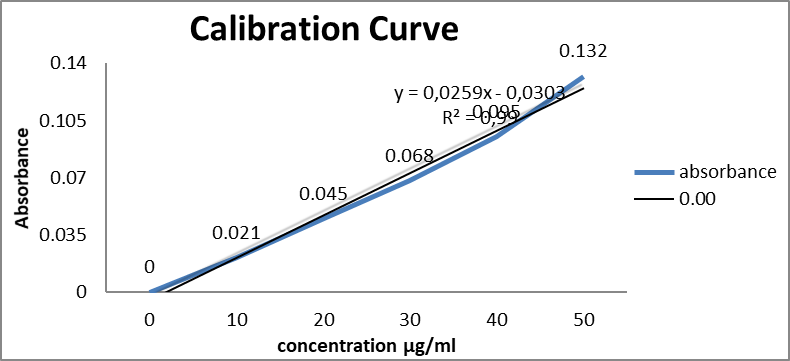 Calibration Curve
0.14
0.105
0.07
0.035
0
Absorbance
0
0.021
0.045
0.068
0.095
0.132
y = 0,0259x - 0,0303
R² = 0,99
0 10 20 30 40 50
concentration µg/ml
absorbance
0.00